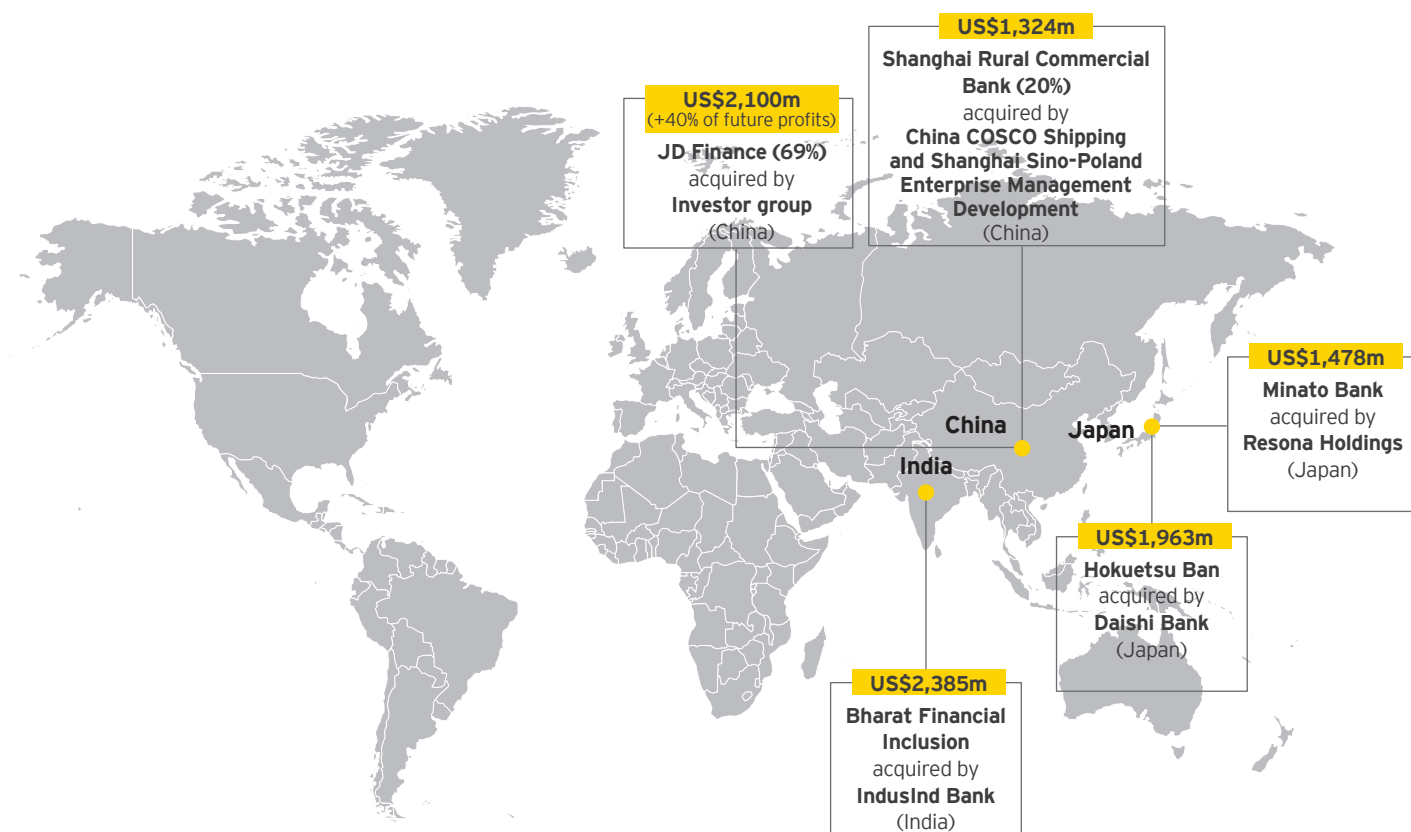 US$1,324m
Shanghai Rural Commercial
Bank (20%)
acquired by
China COSCO Shipping
and Shanghai Sino-Poland
Enterprise Management
Development
(China)
US$2,100m
(+40% of future profits)
JD Finance (69%)
acquired by
Investor group
(China)
China
Japan
India
US$1,478m
Minato Bank
acquired by
Resona Holdings
(Japan)
US$1,963m
Hokuetsu Ban
acquired by
Daishi Bank
(Japan)
US$2,385m
Bharat Financial
Inclusion
acquired by
IndusInd Bank
(India)